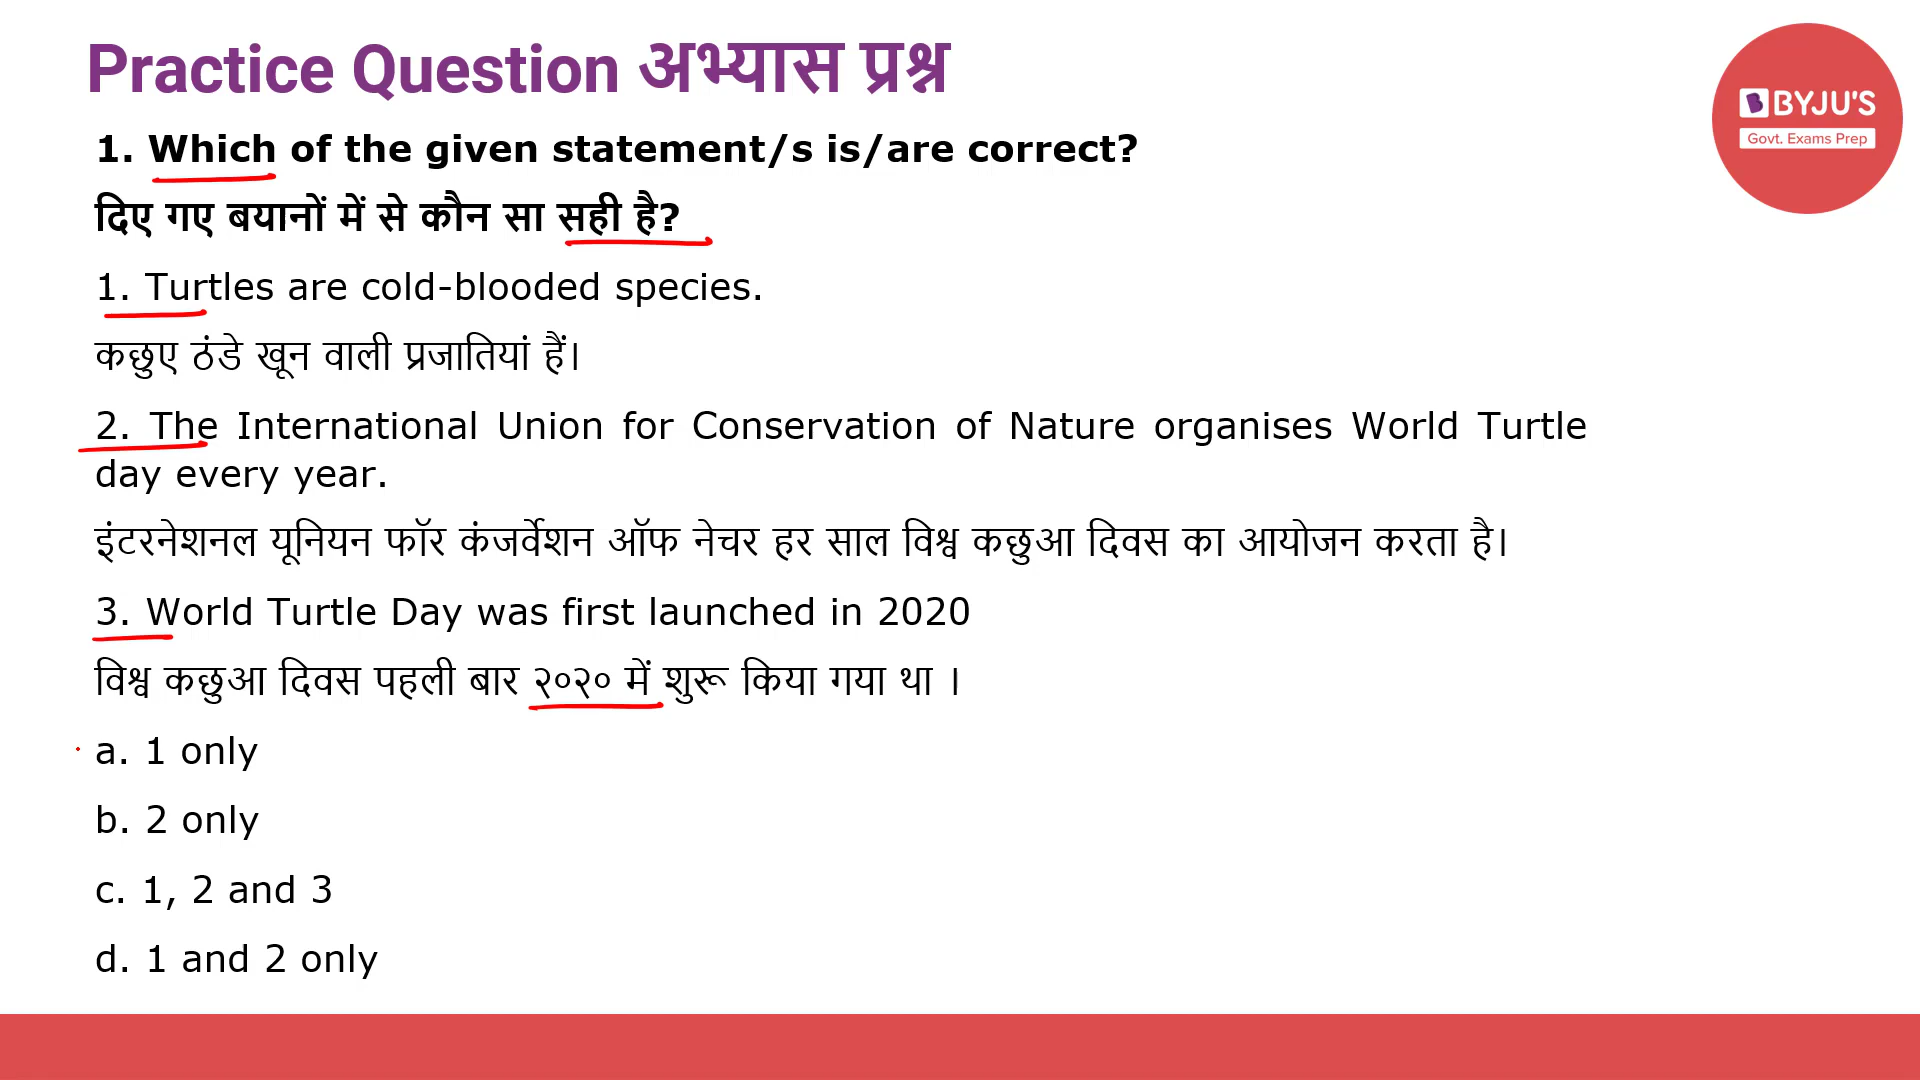 Practice Question अभ्यास प्रश्न
BYJU'S
Govt. Exams Prep
1. Which of the given statement/s is/are correct?
दिए गए बयानों में से कौन सा सही है?
1. Turtles are cold-blooded species.
कछुए ठंडे खून वाली प्रजातियां हैं।
2. The International Union for Conservation of Nature organises World Turtle
day every year.
इंटरनेशनल यूनियन फॉर कंजर्वेशन ऑफ नेचर हर साल विश्व कछुआ दिवस का आयोजन करता है।
3. World Turtle Day was first launched in 2020
विश्व कछुआ दिवस पहली बार २०२० में शुरू किया गया था ।
a. 1 only
b. 2 only
c. 1, 2 and 3
d. 1 and 2 only